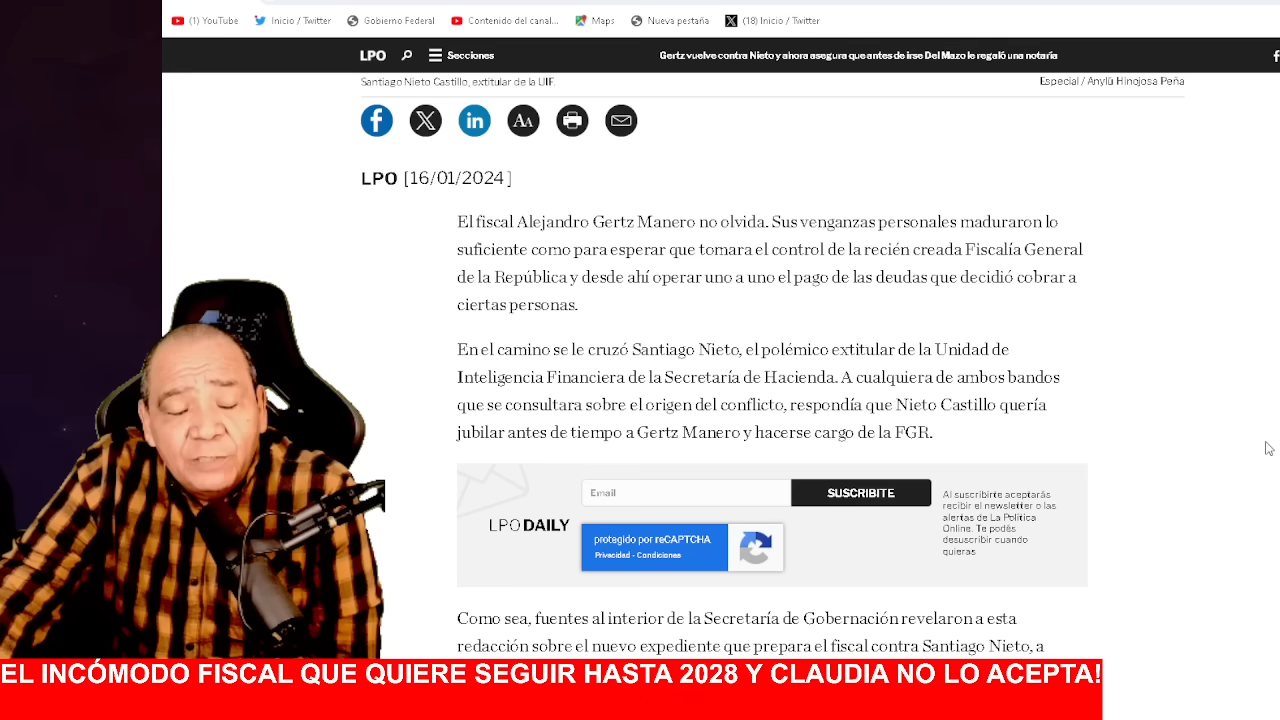 (1) YouTube
Inicio / Twitter
Gobierno Federal
Contenido del canal...
Maps
Nueva pestaña
(18) Inicio / Twitter
LPO
Secciones
Gertz vuelve contra Nieto y ahora asegura que antes de irse Del Mazo le regaló una notaría
Santiago Nieto Castillo, extitular de la UIF.
Especial / Anylú Hinojosa Peña
LPO [16/01/2024 ]
El fiscal Alejandro Gertz Manero no olvida. Sus venganzas personales maduraron lo
suficiente como para esperar que tomara el control de la recién creada Fiscalía General
de la República y desde ahí operar uno a uno el pago de las deudas que decidió cobrar a
ciertas personas.
En el camino se le cruzó Santiago Nieto, el polémico extitular de la Unidad de
Inteligencia Financiera de la Secretaría de Hacienda. A cualquiera de ambos bandos
que se consultara sobre el origen del conflicto, respondía que Nieto Castillo quería
jubilar antes de tiempo a Gertz Manero y hacerse cargo de la FGR.
LPO DAILY
Email
SUSCRIBITE
protegido por reCAPTCHA
Privacidad - Condiciones
Al suscribirte aceptarás
recibir el newsletter o las
alertas de La Política
Online. Te podés
desuscribir cuando
quieras
Como sea, fuentes al interior de la Secretaría de Gobernación revelaron a esta
redacción sobre el nuevo expediente que prepara el fiscal contra Santiago Nieto, a
EL INCÓMODO FISCAL QUE QUIERE SEGUIR HASTA 2028 Y CLAUDIA NO LO ACEPTA!